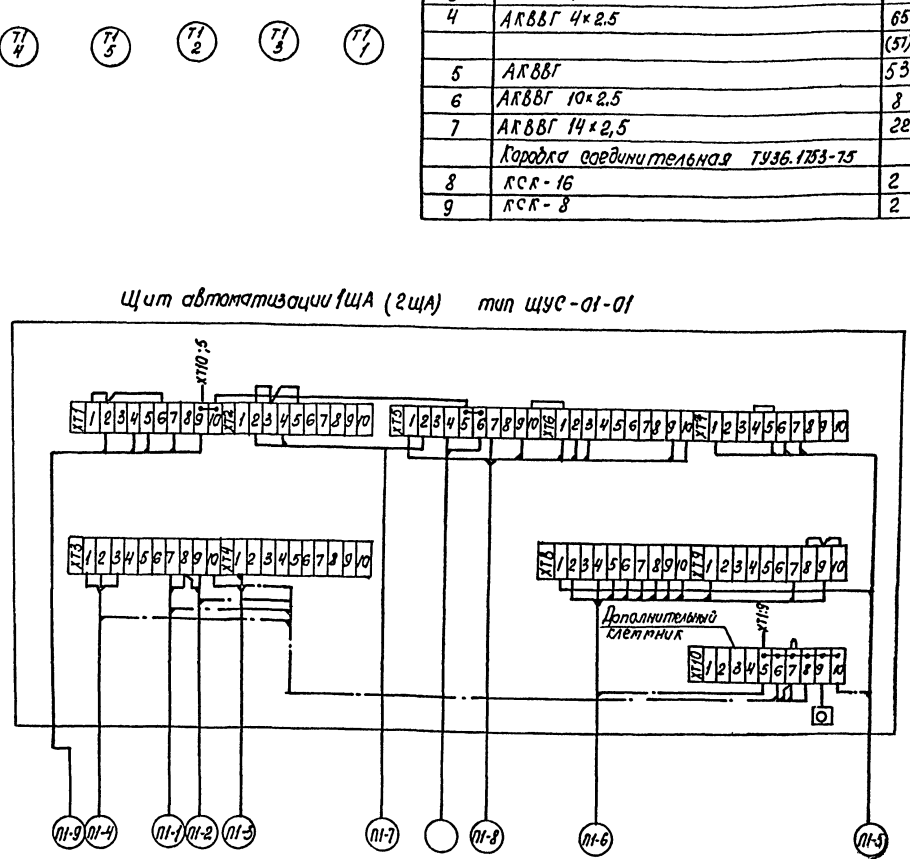 4 АКВВГ 4×2.5 65
(57)
5 АКВВГ 53
6 АКВВГ 10×2.5 8
7 АКВВГ 14×2,5 22
Коробка соединительная ТУ36.1753-75
8 КСК-16 2
9 КСК-8 2
Т1 4
Т1 5
Т1 2
Т1 3
Т1 1
Щит автоматизации 1ЩА (2ЩА) тип ЩУС-01-01
ХТ10;5
ХТ1 1 2 3 4 5 6 7 8 9 10 ХТ2 1 2 3 4 5 6 7 8 9 10
ХТ5 1 2 3 4 5 6 7 8 9 10 ХТ6 1 2 3 4 5 6 7 8 9 10 ХТ7 1 2 3 4 5 6 7 8 9 10
ХТ3 1 2 3 4 5 6 7 8 9 10 ХТ4 1 2 3 4 5 6 7 8 9 10
ХТ8 1 2 3 4 5 6 7 8 9 10 ХТ9 1 2 3 4 5 6 7 8 9 10
Дополнительный
клеммник
ХТ1:9
ХТ10 1 2 3 4 5 6 7 8 9 10
П1-9 П1-4 П1-1 П1-2 П1-3 П1-7 П1-8 П1-6 П1-5